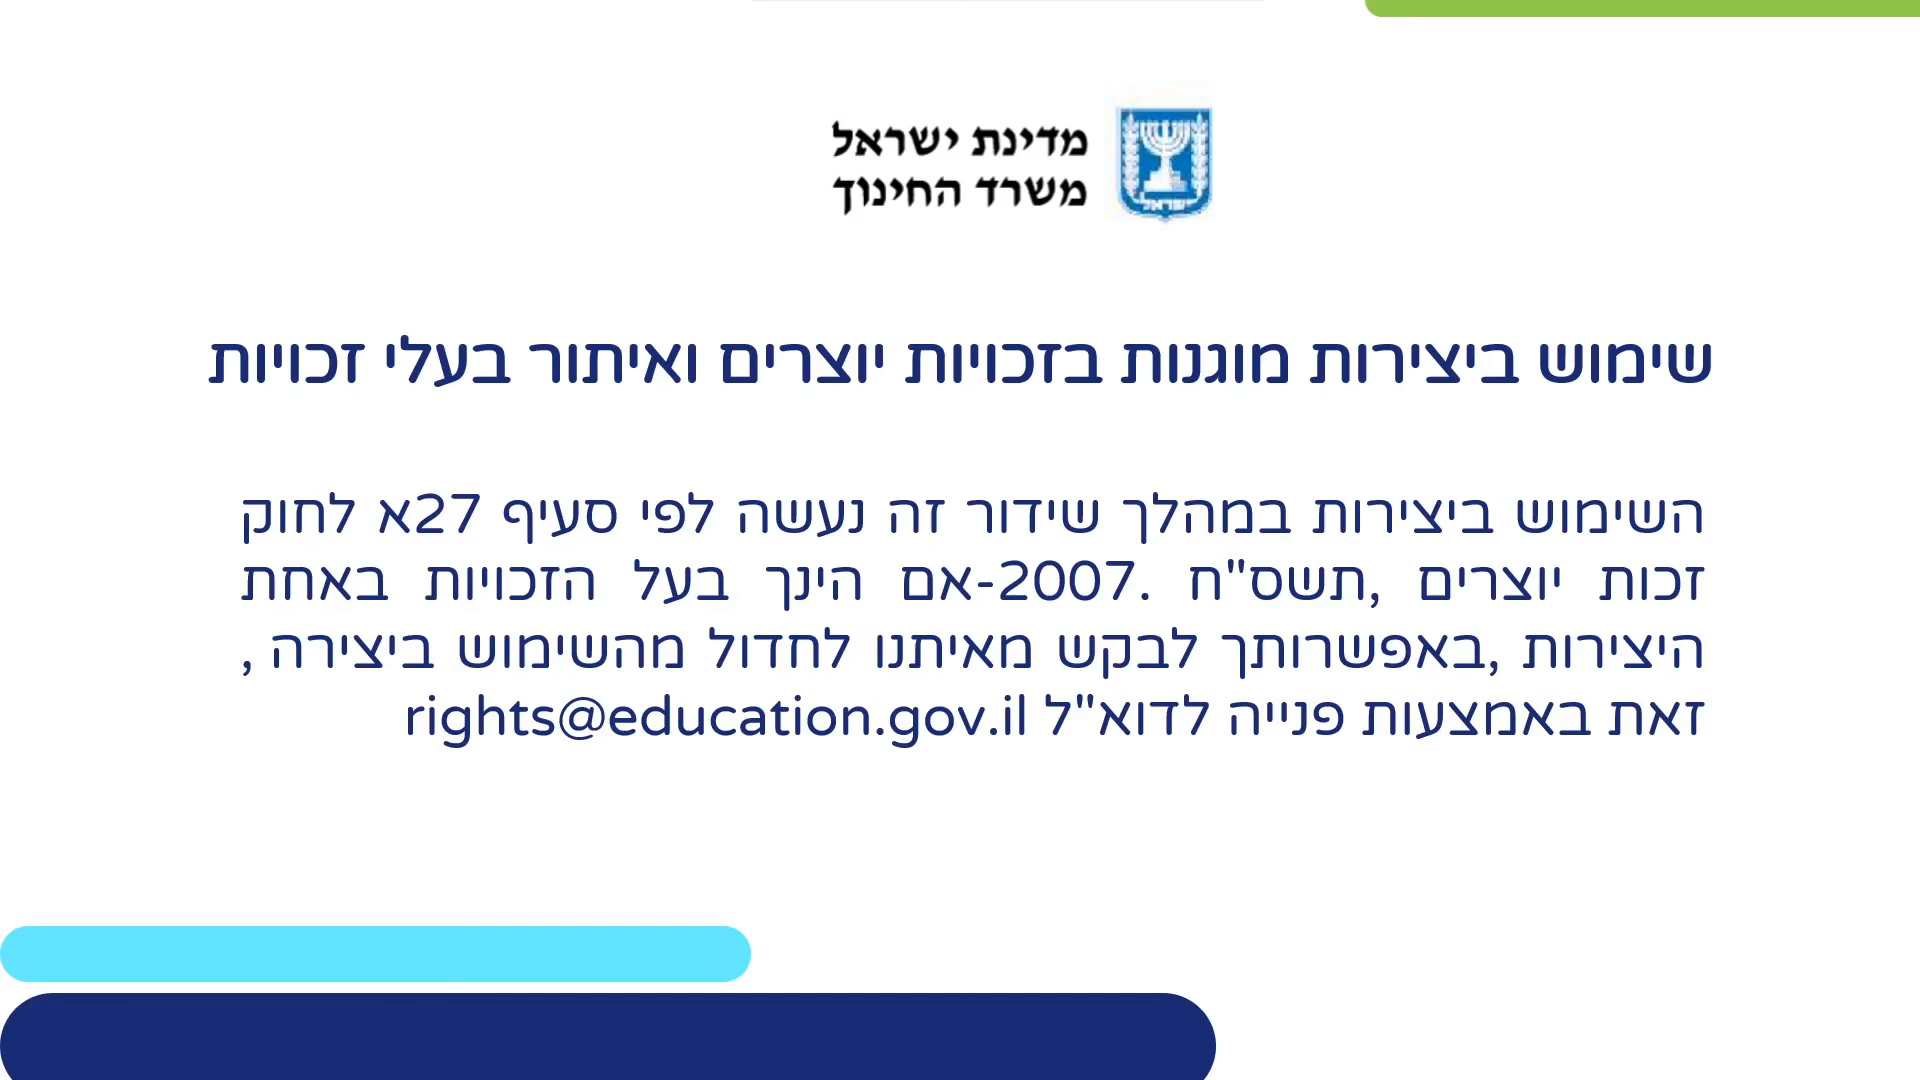 מדינת ישראל
משרד החינוך
שימוש ביצירות מוגנות בזכויות יוצרים ואיתור בעלי זכויות
השימוש ביצירות במהלך שידור זה נעשה לפי סעיף 27א לחוק
זכות יוצרים ,תשס"ח .2007-אם הינך בעל הזכויות באחת
היצירות ,באפשרותך לבקש מאיתנו לחדול מהשימוש ביצירה ,
זאת באמצעות פנייה לדוא"ל rights@education.gov.il